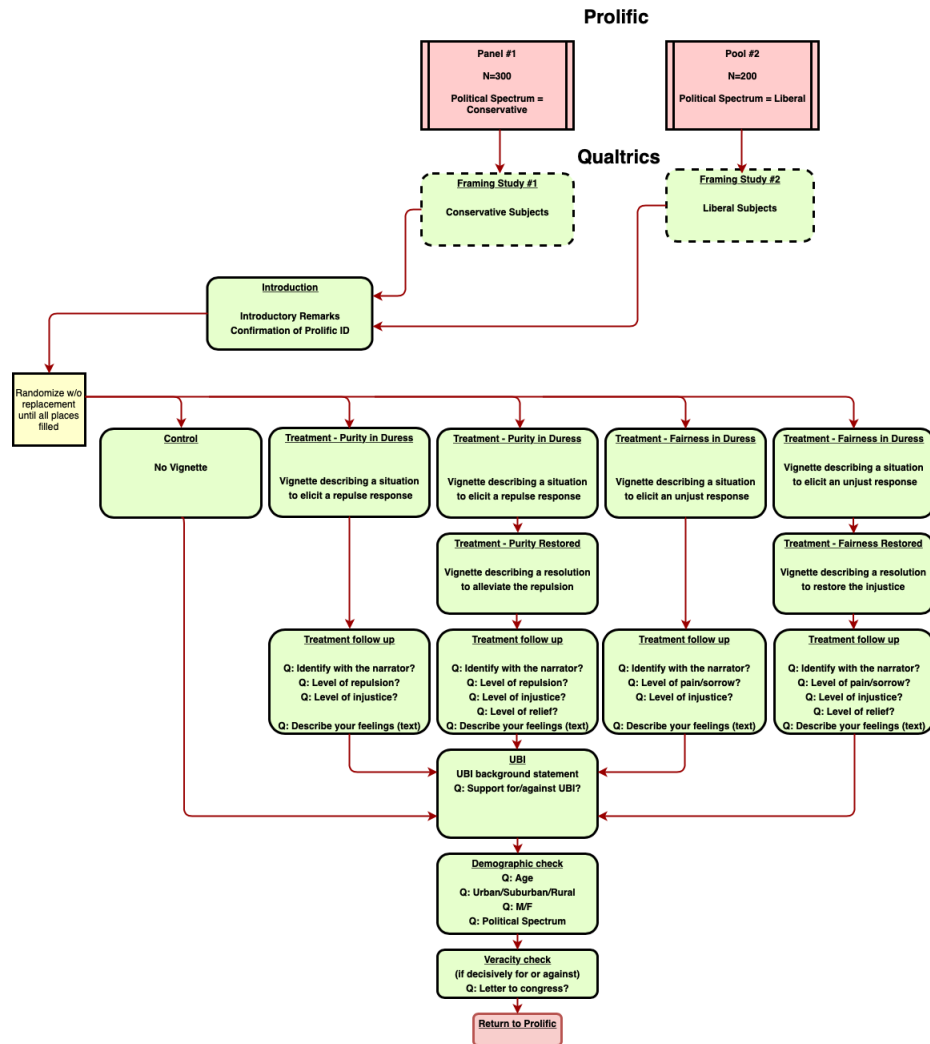 Prolific
Panel #1
N=300
Political Spectrum =
Conservative
Pool #2
N=200
Political Spectrum = Liberal
Qualtrics
Framing Study #1
Conservative Subjects
Framing Study #2
Liberal Subjects
Introduction
Introductory Remarks
Confirmation of Prolific ID
Randomize w/o
replacement
until all places
filled
Control
No Vignette
Treatment - Purity in Duress
Vignette describing a situation
to elicit a repulse response
Treatment - Purity in Duress
Vignette describing a situation
to elicit a repulse response
Treatment - Fairness in Duress
Vignette describing a situation
to elicit an unjust response
Treatment - Fairness in Duress
Vignette describing a situation
to elicit an unjust response
Treatment - Purity Restored
Vignette describing a resolution
to alleviate the repulsion
Treatment - Fairness Restored
Vignette describing a resolution
to restore the injustice
Treatment follow up
Q: Identify with the narrator?
Q: Level of repulsion?
Q: Level of injustice?
Q: Describe your feelings (text)
Treatment follow up
Q: Identify with the narrator?
Q: Level of repulsion?
Q: Level of injustice?
Q: Level of relief?
Q: Describe your feelings (text)
Treatment follow up
Q: Identify with the narrator?
Q: Level of pain/sorrow?
Q: Level of injustice?
Q: Describe your feelings (text)
Treatment follow up
Q: Identify with the narrator?
Q: Level of pain/sorrow?
Q: Level of injustice?
Q: Level of relief?
Q: Describe your feelings (text)
UBI
UBI background statement
Q: Support for/against UBI?
Demographic check
Q: Age
Q: Urban/Suburban/Rural
Q: M/F
Q: Political Spectrum
Veracity check
(if decisively for or against)
Q: Letter to congress?
Return to Prolific